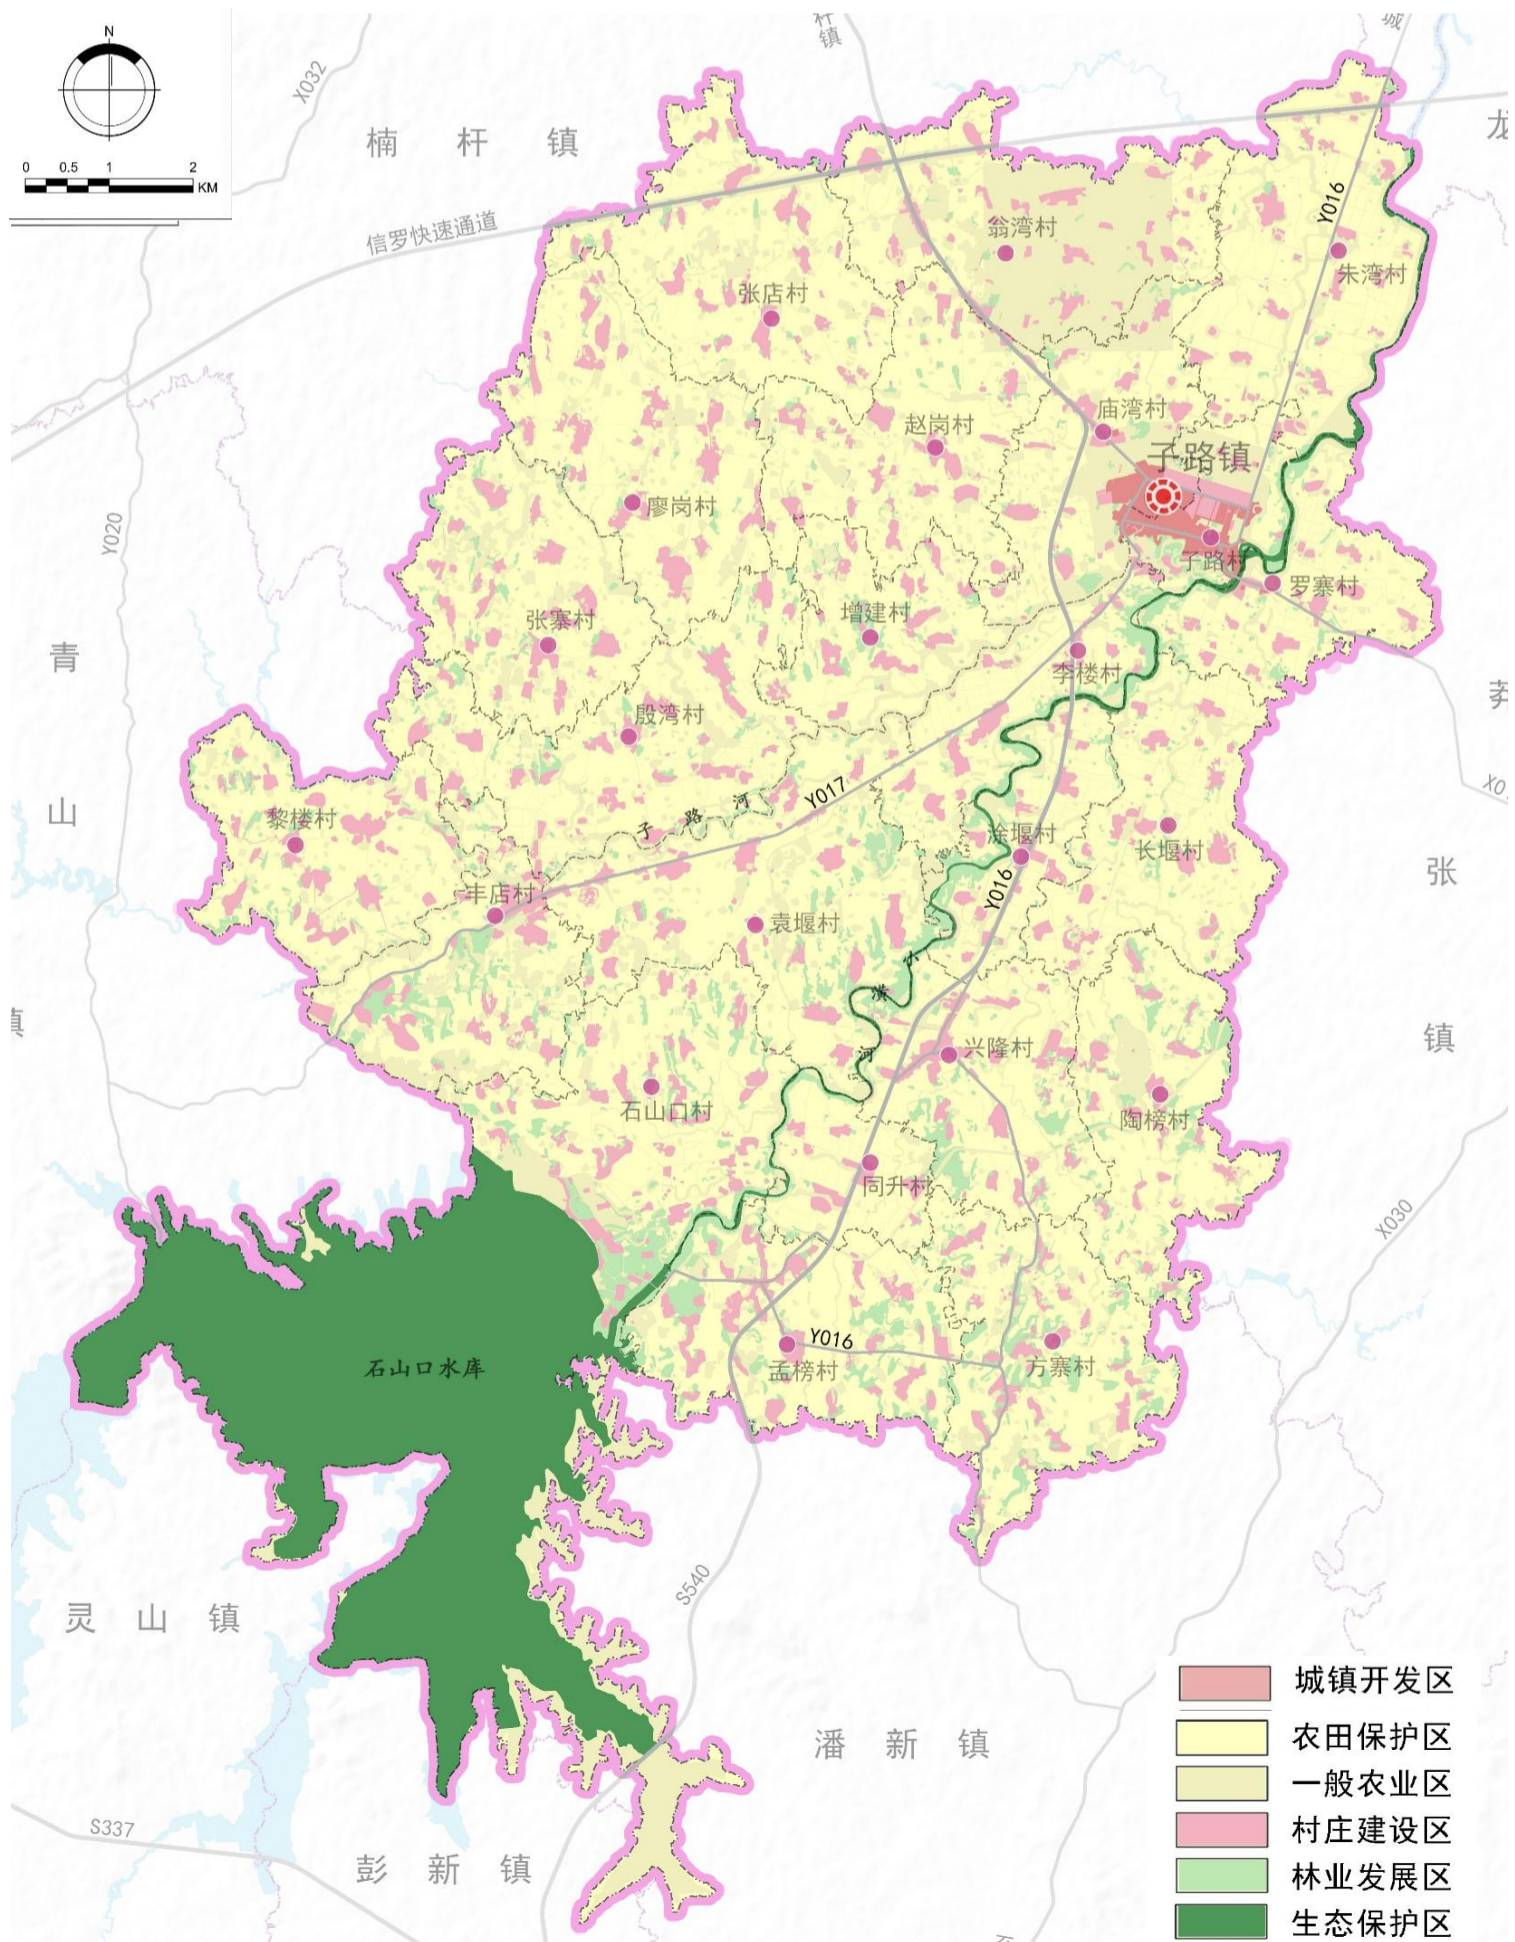 N
0 0.5 1 2
KM
X032
楠杆镇
杆镇
城
龙
信罗快速通道
Y016
翁湾村
朱湾村
张店村
庙湾村
赵岗村
子路镇
廖岗村
Y020
子路村
罗寨村
张寨村
增建村
李楼村
青山
殷湾村
Y017
子路河
黎楼村
涂堰村
长堰村
张
镇
丰店村
Y016
袁堰村
小潢河
兴隆村
石山口村
陶榜村
同升村
X030
石山口水库
Y016
孟榜村
方寨村
S540
灵山镇
潘新镇
S337
彭新镇
城镇开发区
农田保护区
一般农业区
村庄建设区
林业发展区
生态保护区